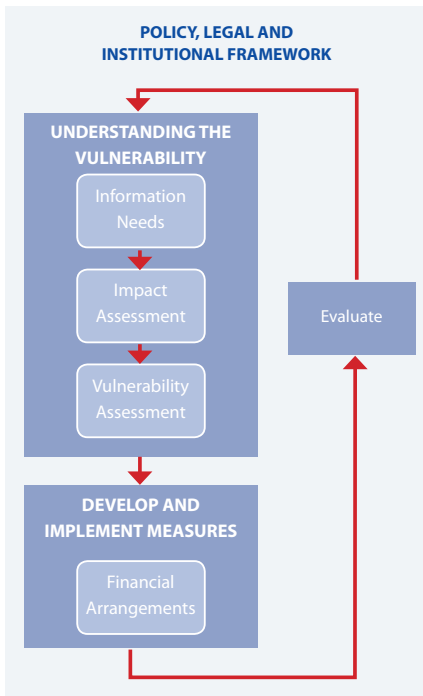 POLICY, LEGAL AND
INSTITUTIONAL FRAMEWORK
UNDERSTANDING THE
VULNERABILITY
Information
Needs
Impact
Assessment
Vulnerability
Assessment
Evaluate
DEVELOP AND
IMPLEMENT MEASURES
Financial
Arrangements